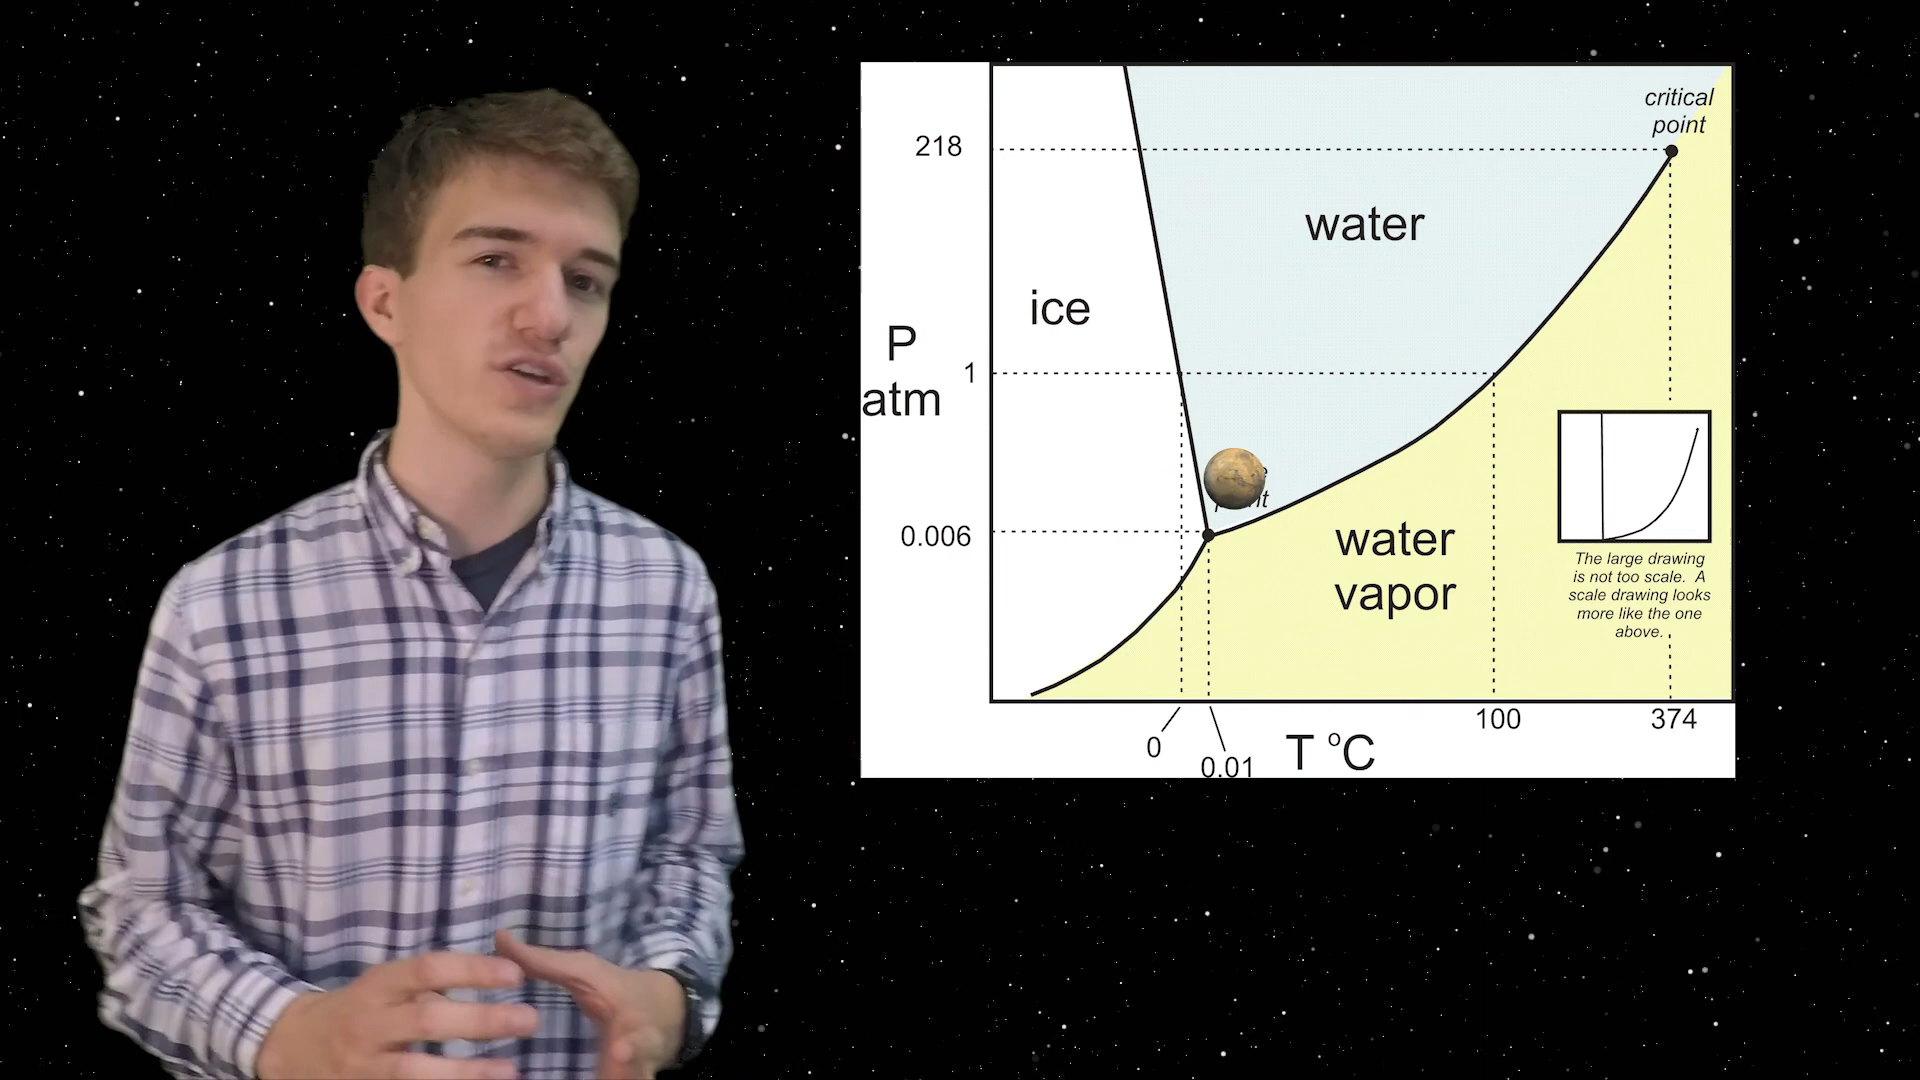 critical
point
218
water
ice
P
atm
1
0.006
water
vapor
The large drawing
is not too scale. A
scale drawing looks
more like the one
above.
0
0.01
T °C
100
374